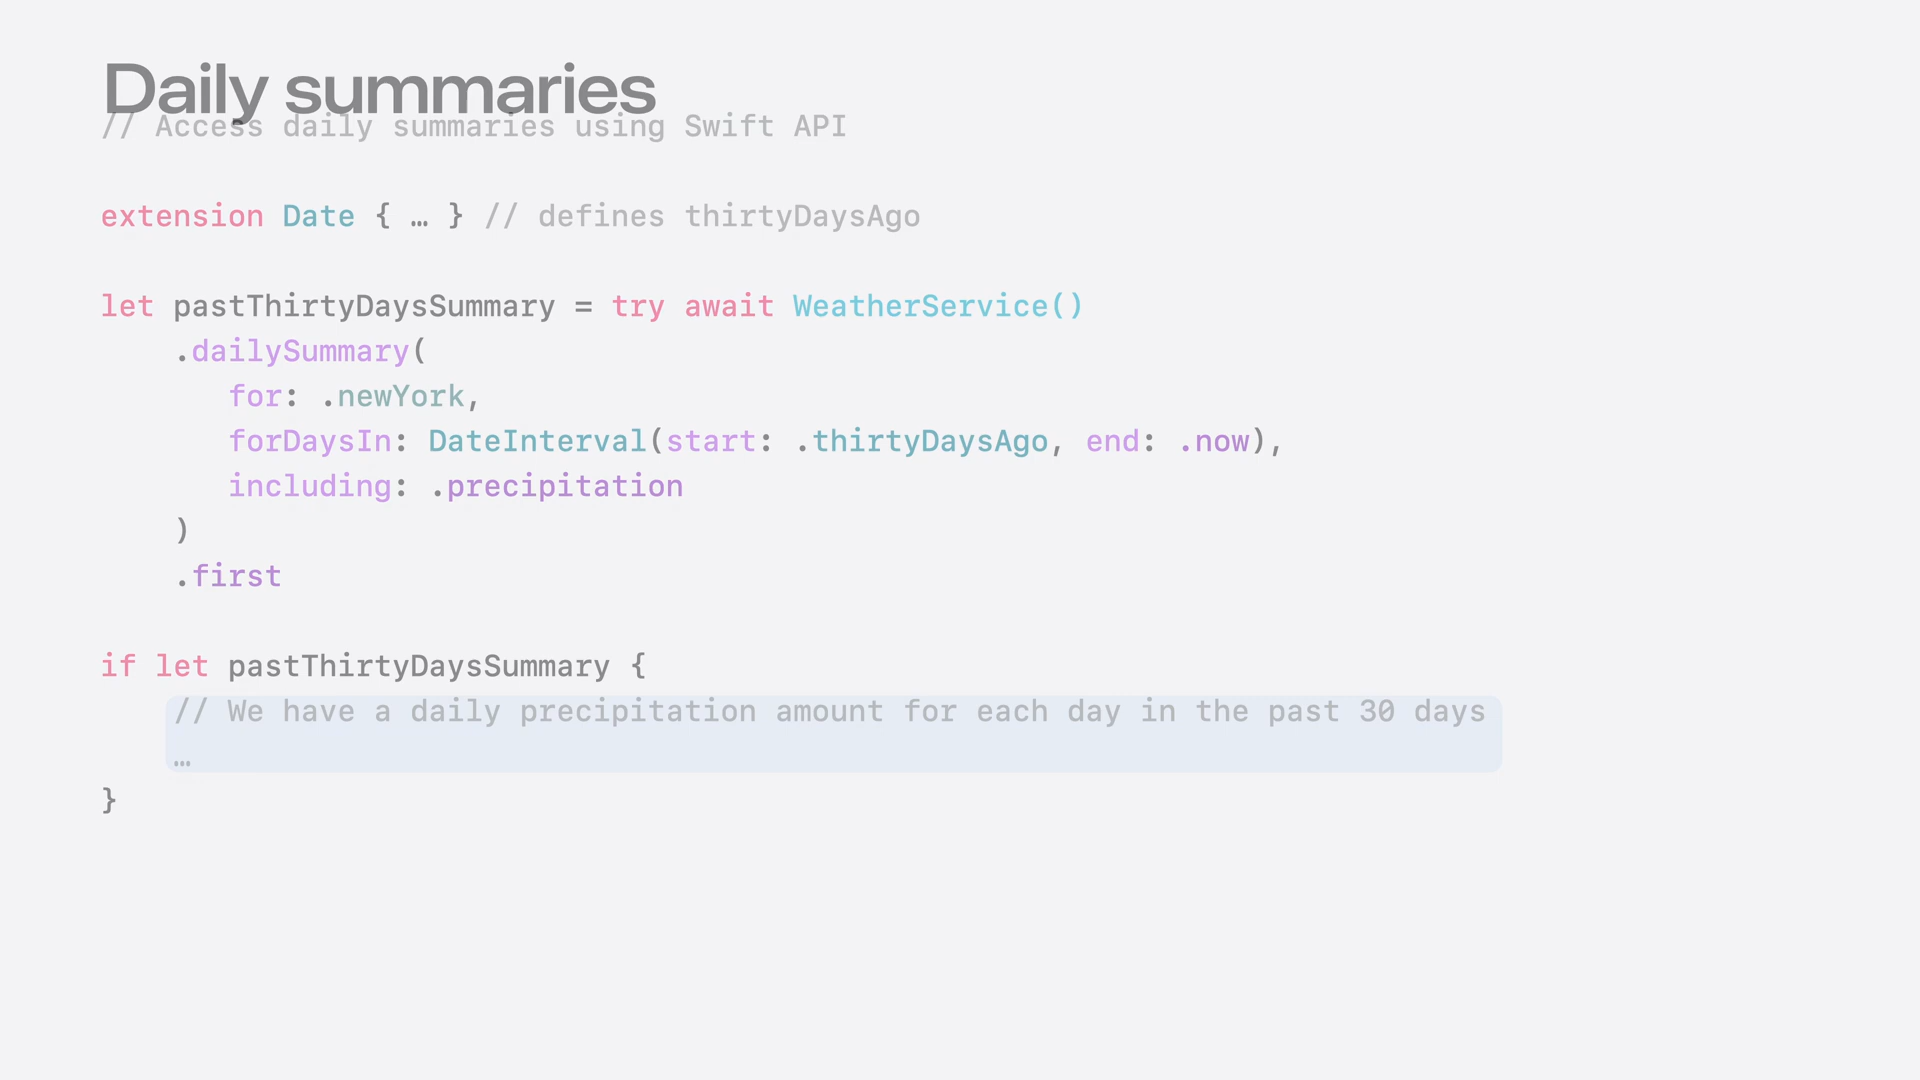 Daily summaries
// Access daily summaries using Swift API
extension Date { … } // defines thirtyDaysAgo
let pastThirtyDaysSummary = try await WeatherService()
.dailySummary(
for: .newYork,
forDaysIn: DateInterval(start: .thirtyDaysAgo, end: .now),
including: .precipitation
)
.first
if let pastThirtyDaysSummary {
// We have a daily precipitation amount for each day in the past 30 days
…
}